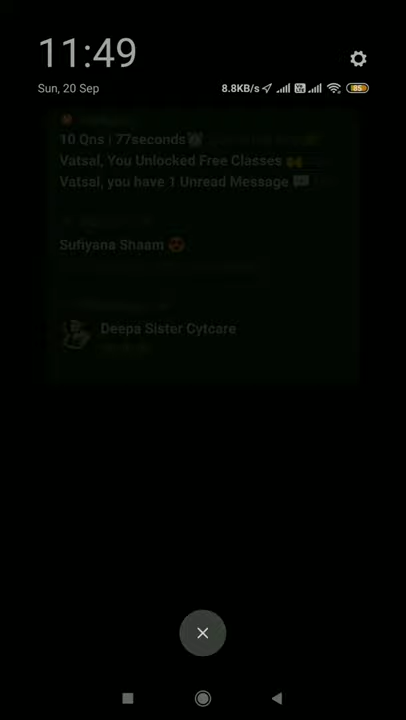 11:49
Sun, 20 Sep
8.8KB/s
85
10 Qns | 77seconds
Vatsal, You Unlocked Free Classes
Vatsal, you have 1 Unread Message
Sufiyana Shaam 😍
Deepa Sister Cytcare